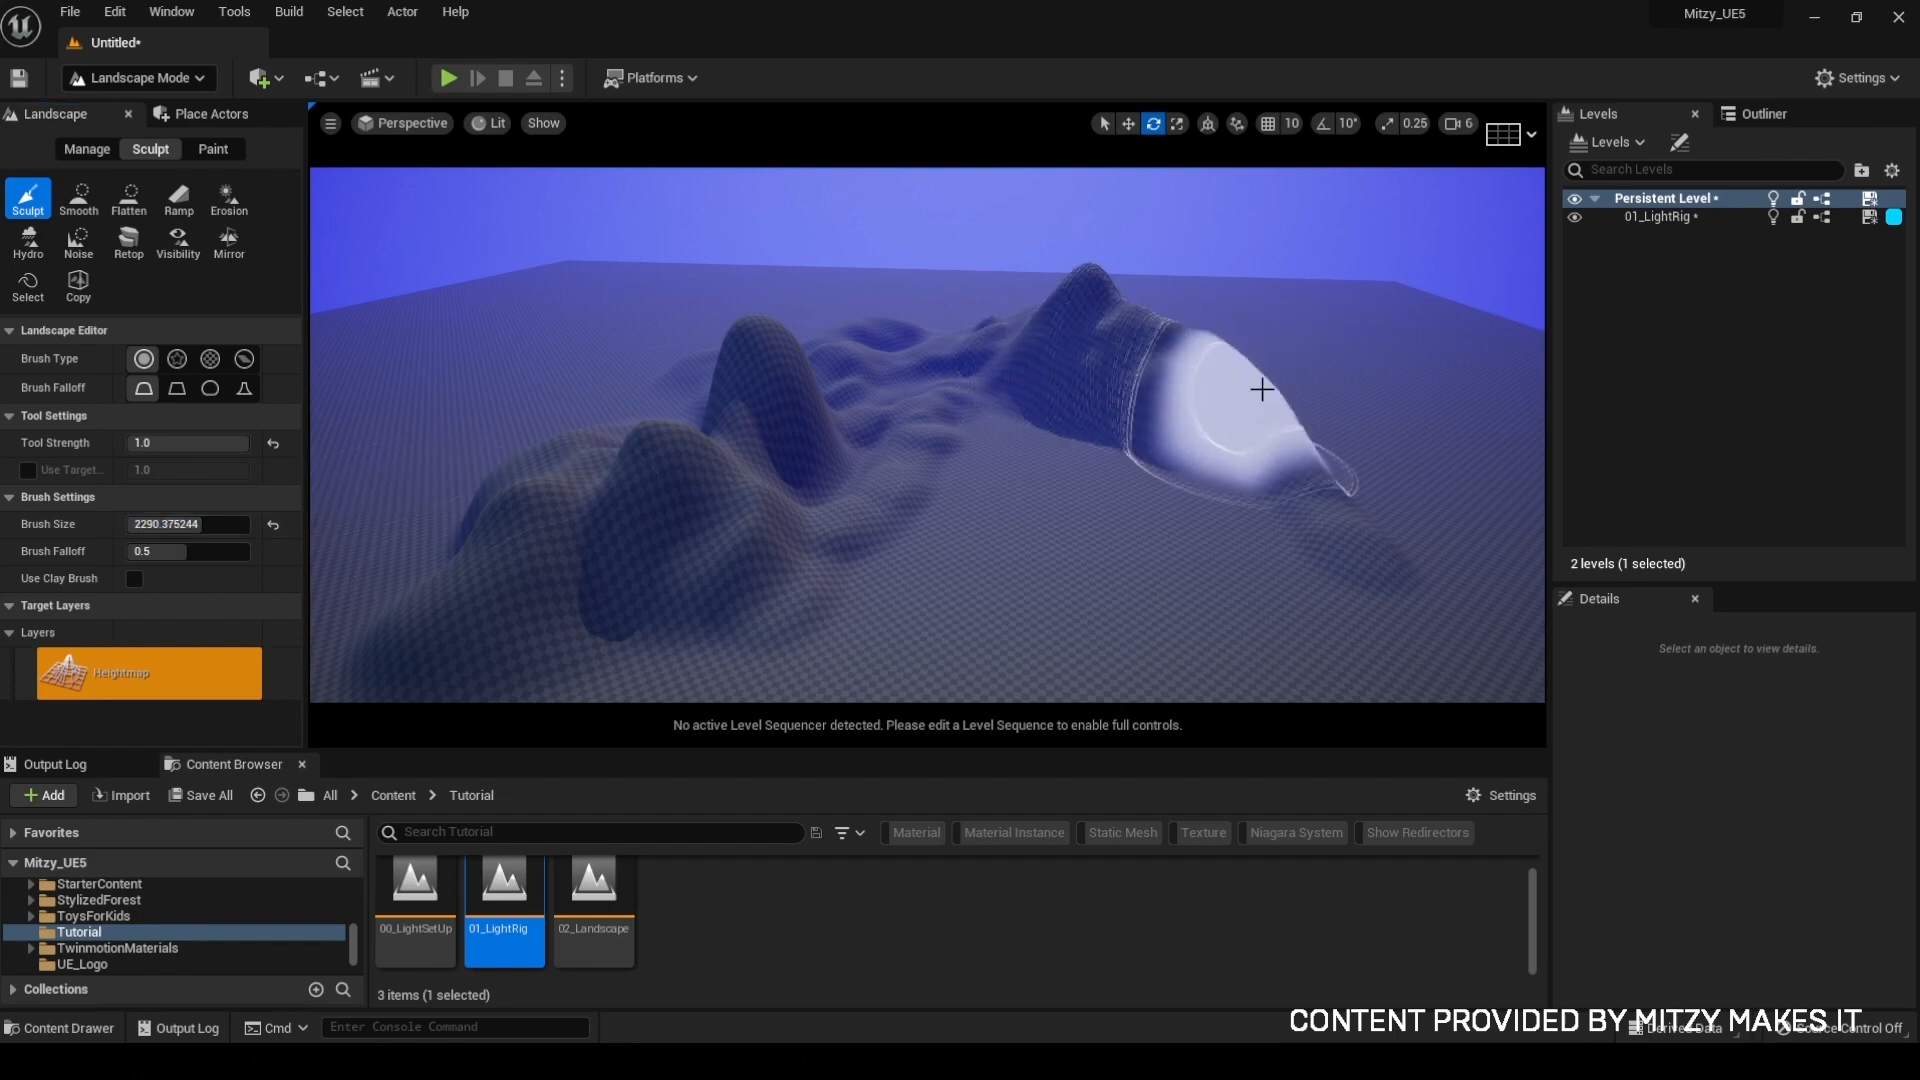 File Edit Window Tools Build Select Actor Help
Mitzy_UE5
Untitled*
Landscape Mode
Platforms
Settings
Landscape
Place Actors
Manage Sculpt Paint
Sculpt Smooth Flatten Ramp Erosion
Hydro Noise Retop Visibility Mirror
Select Copy
Landscape Editor
Brush Type
Brush Falloff
Tool Settings
Tool Strength 1.0
Use Target... 1.0
Brush Settings
Brush Size 2290.375244
Brush Falloff 0.5
Use Clay Brush
Target Layers
Layers
Heightmap
Perspective Lit Show
10 10° 0.25 6
No active Level Sequencer detected. Please edit a Level Sequence to enable full controls.
Levels Outliner
Levels
Search Levels
Persistent Level *
01_LightRig *
2 levels (1 selected)
Details
Select an object to view details.
Output Log Content Browser
Add Import Save All All Content Tutorial Settings
Favorites
Mitzy_UE5
StarterContent
StylizedForest
ToysForKids
Tutorial
TwinmotionMaterials
UE_Logo
Collections
Search Tutorial
Material Material Instance Static Mesh Texture Niagara System Show Redirectors
00_LightSetUp 01_LightRig 02_Landscape
3 items (1 selected)
Content Drawer Output Log Cmd Enter Console Command
Derived Data Source Control Off
CONTENT PROVIDED BY MITZY MAKES IT